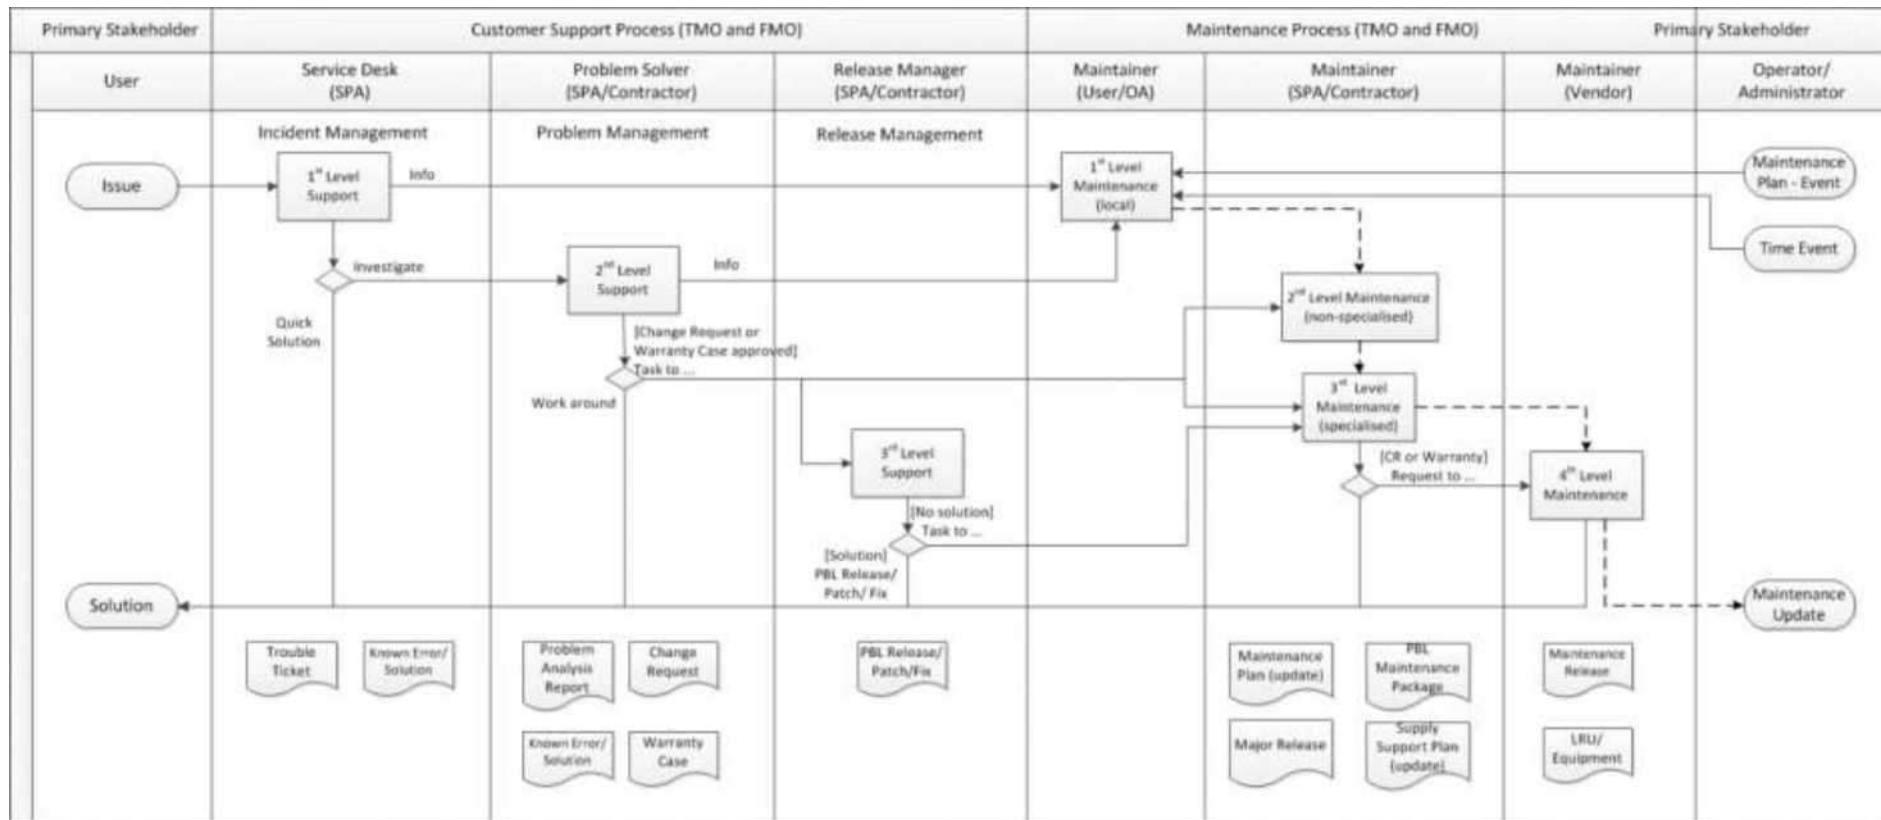 Primary Stakeholder
Customer Support Process (TMO and FMO)
Maintenance Process (TMO and FMO)
Primary Stakeholder
User
Service Desk
(SPA)
Problem Solver
(SPA/Contractor)
Release Manager
(SPA/Contractor)
Maintainer
(User/OA)
Maintainer
(SPA/Contractor)
Maintainer
(Vendor)
Operator/
Administrator
Incident Management
Problem Management
Release Management
Issue
1st Level
Support
Info
1st Level
Maintenance
(local)
Maintenance
Plan - Event
Time Event
Investigate
2nd Level
Support
Info
2nd Level Maintenance
(non-specialised)
Quick
Solution
[Change Request or
Warranty Case approved]
Task to ...
Work around
3rd Level
Maintenance
(specialised)
3rd Level
Support
[CR or Warranty]
Request to ...
4th Level
Maintenance
[No solution]
Task to ...
[Solution]
PBL Release/
Patch/ Fix
Solution
Maintenance
Update
Trouble
Ticket
Known Error/
Solution
Problem
Analysis
Report
Change
Request
PBL Release/
Patch/Fix
Maintenance
Plan (update)
PBL
Maintenance
Package
Maintenance
Release
Known Error/
Solution
Warranty
Case
Major Release
Supply
Support Plan
(update)
LRU/
Equipment